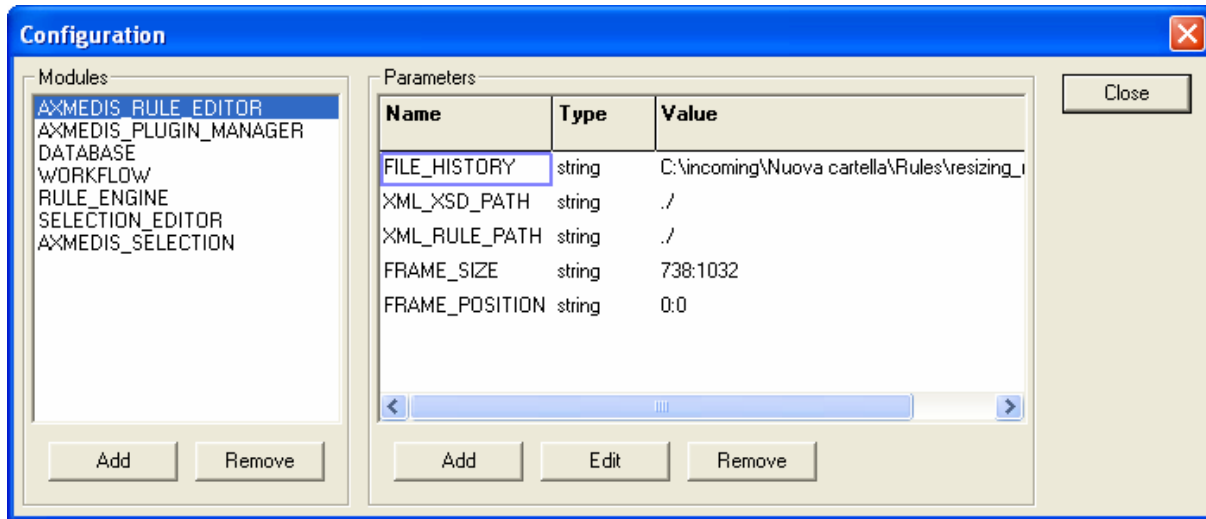 Configuration
Modules
AXMEDIS_RULE_EDITOR
AXMEDIS_PLUGIN_MANAGER
DATABASE
WORKFLOW
RULE_ENGINE
SELECTION_EDITOR
AXMEDIS_SELECTION
Add Remove
Parameters
Name Type Value
FILE_HISTORY string C:\incoming\Nuova cartella\Rules\resizing_
XML_XSD_PATH string ./
XML_RULE_PATH string ./
FRAME_SIZE string 738:1032
FRAME_POSITION string 0:0
Add Edit Remove
Close